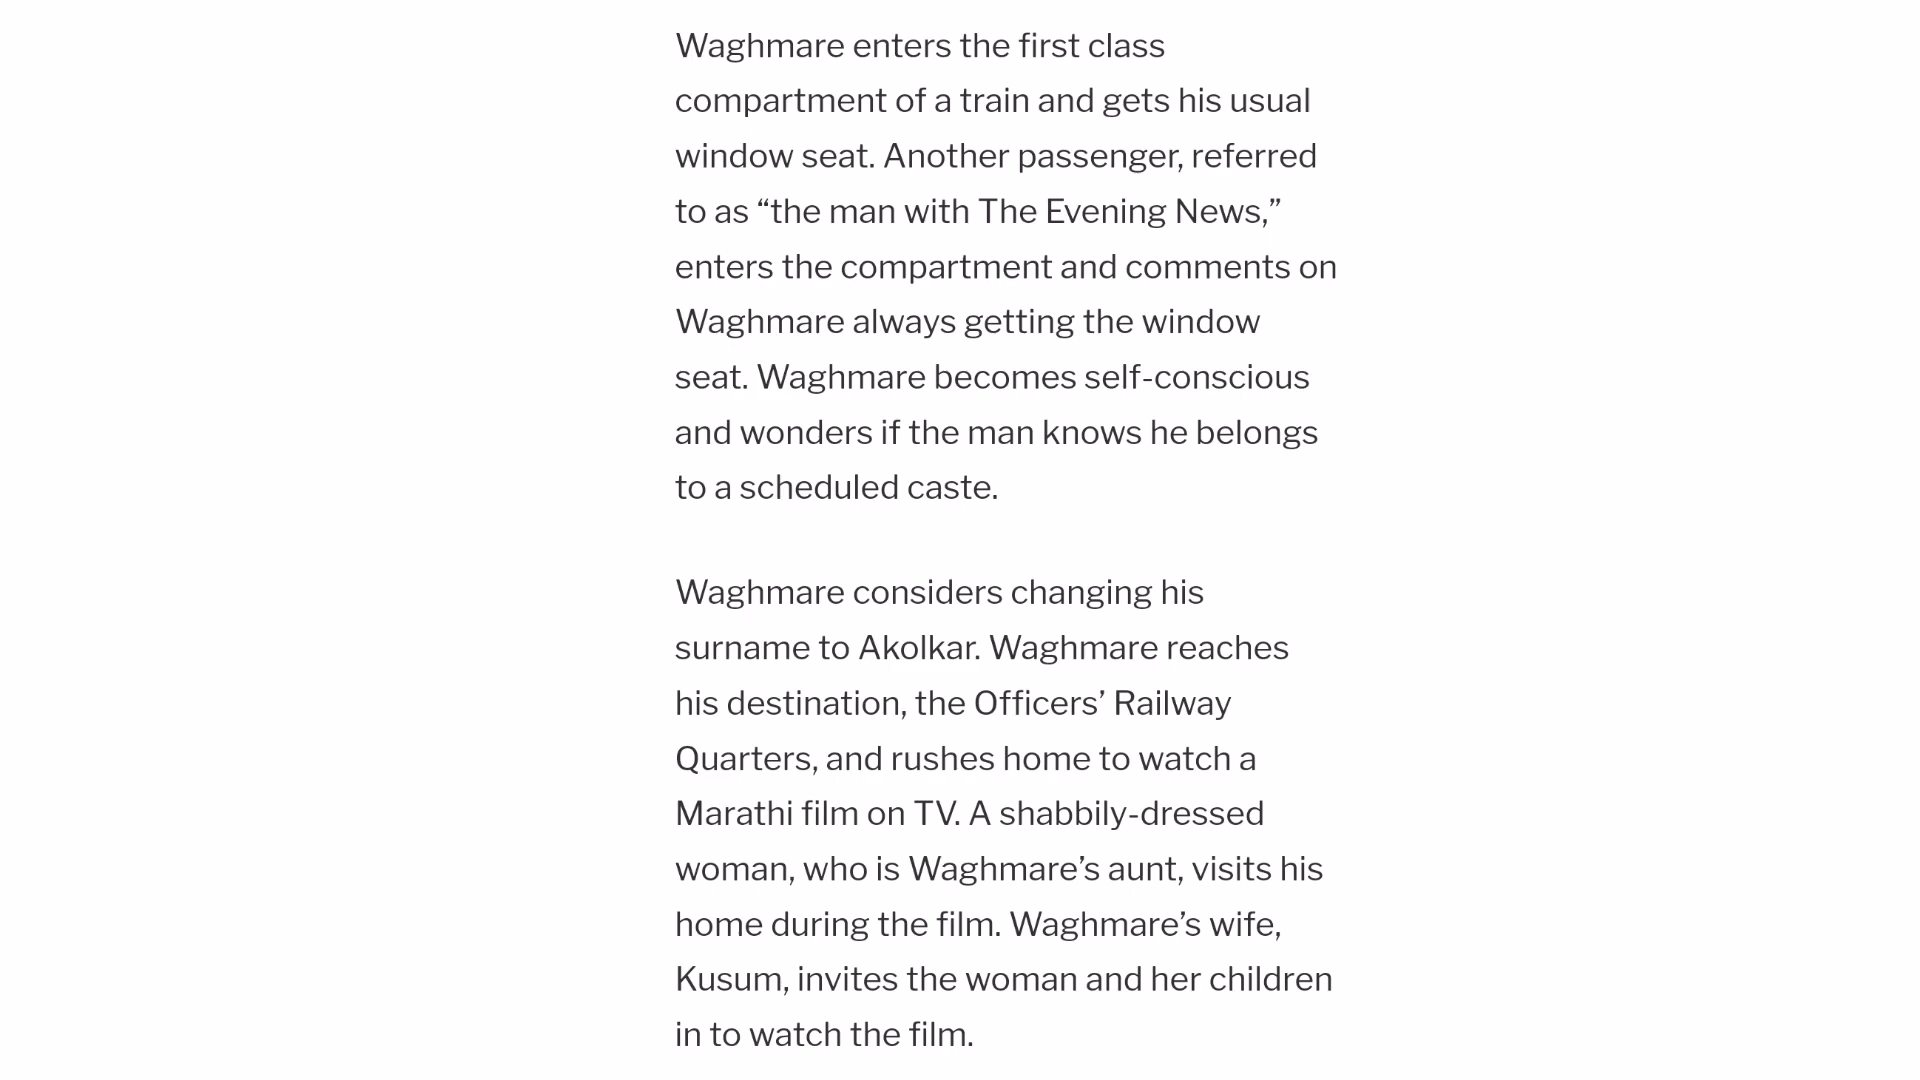 Waghmare enters the first class
compartment of a train and gets his usual
window seat. Another passenger, referred
to as “the man with The Evening News,”
enters the compartment and comments on
Waghmare always getting the window
seat. Waghmare becomes self-conscious
and wonders if the man knows he belongs
to a scheduled caste.
Waghmare considers changing his
surname to Akolkar. Waghmare reaches
his destination, the Officers’ Railway
Quarters, and rushes home to watch a
Marathi film on TV. A shabbily-dressed
woman, who is Waghmare’s aunt, visits his
home during the film. Waghmare’s wife,
Kusum, invites the woman and her children
in to watch the film.